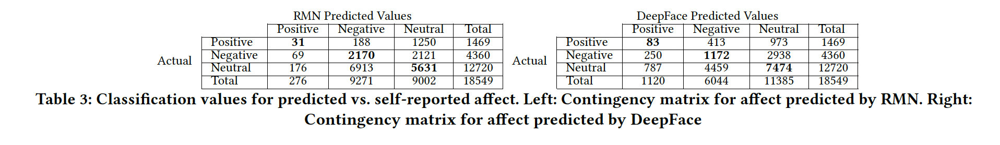 RMN Predicted Values
Positive Negative Neutral Total
Positive 31 188 1250 1469
Actual
Negative 69 2170 2121 4360
Neutral 176 6913 5631 12720
Total 276 9271 9002 18549
DeepFace Predicted Values
Positive Negative Neutral Total
Positive 83 413 973 1469
Actual
Negative 250 1172 2938 4360
Neutral 787 4459 7474 12720
Total 1120 6044 11385 18549
Table 3: Classification values for predicted vs. self-reported affect. Left: Contingency matrix for affect predicted by RMN. Right:
Contingency matrix for affect predicted by DeepFace